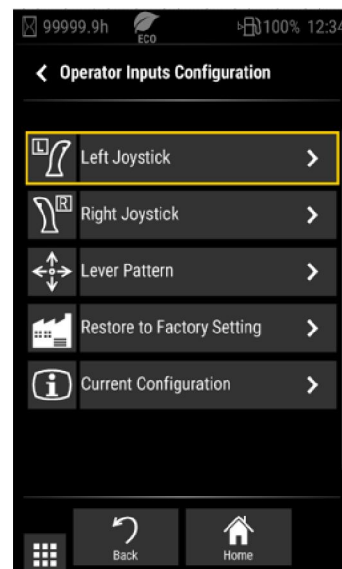 99999.9h ECO 100% 12:34
Operator Inputs Configuration
L Left Joystick
R Right Joystick
Lever Pattern
Restore to Factory Setting
i Current Configuration
Back Home